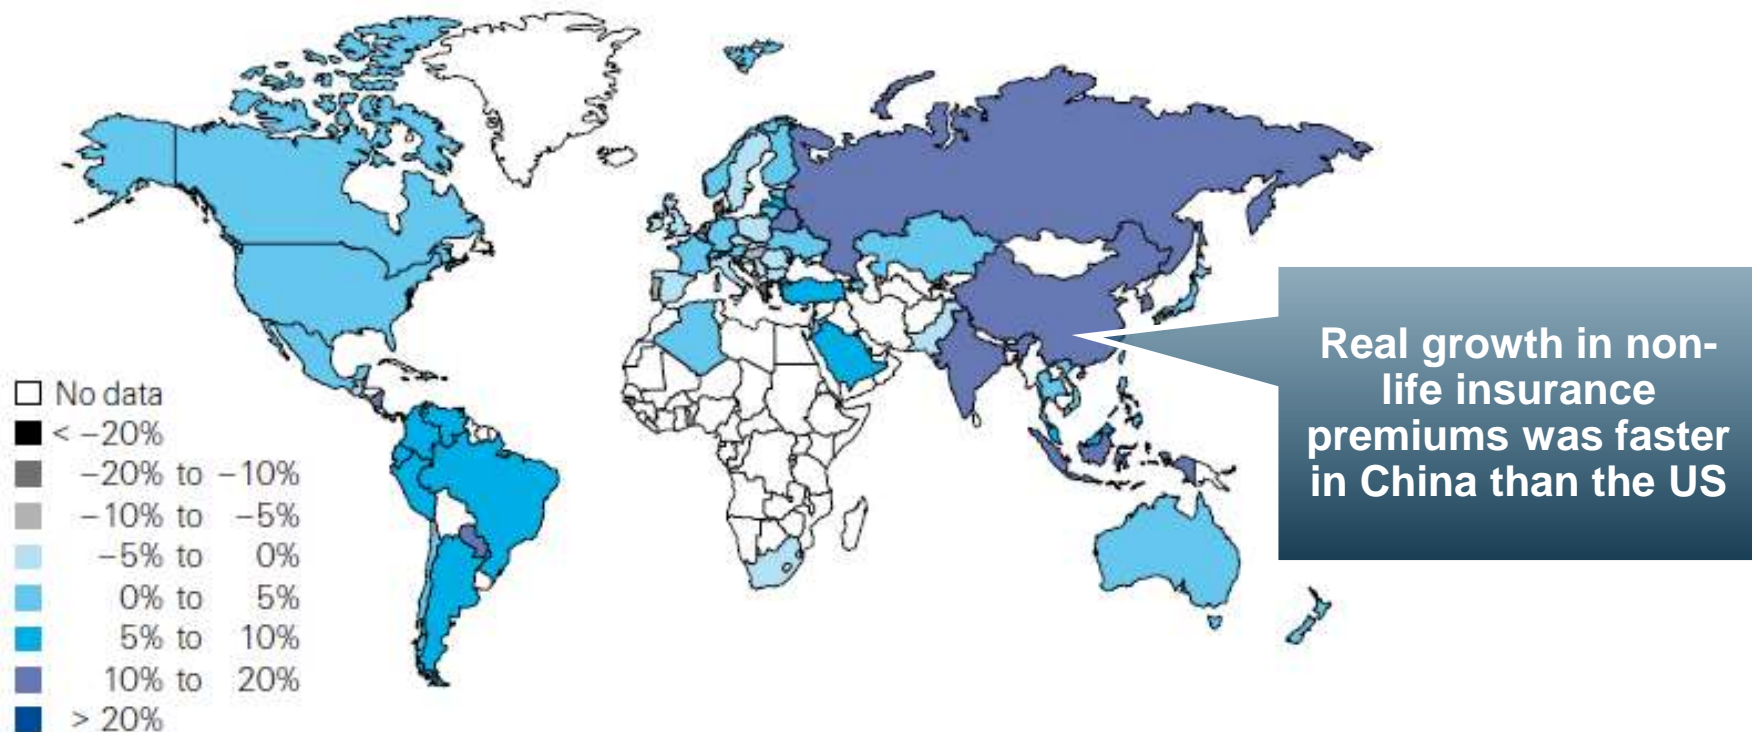 No data
< −20%
−20% to −10%
−10% to −5%
−5% to 0%
0% to 5%
5% to 10%
10% to 20%
> 20%
Real growth in non-
life insurance
premiums was faster
in China than the US